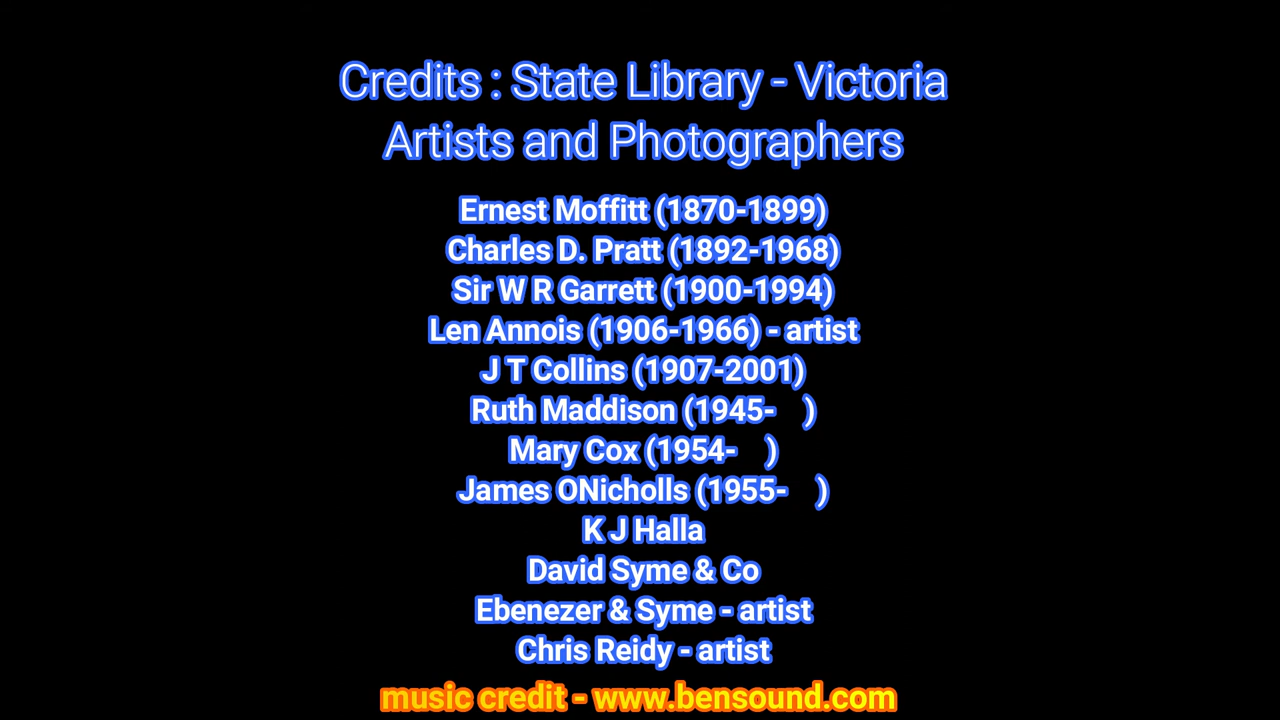 Credits : State Library - Victoria
Artists and Photographers
Ernest Moffitt (1870-1899)
Charles D. Pratt (1892-1968)
Sir W R Garrett (1900-1994)
Len Annois (1906-1966) - artist
J T Collins (1907-2001)
Ruth Maddison (1945-    )
Mary Cox (1954-    )
James ONicholls (1955-    )
K J Halla
David Syme & Co
Ebenezer & Syme - artist
Chris Reidy - artist
music credit - www.bensound.com